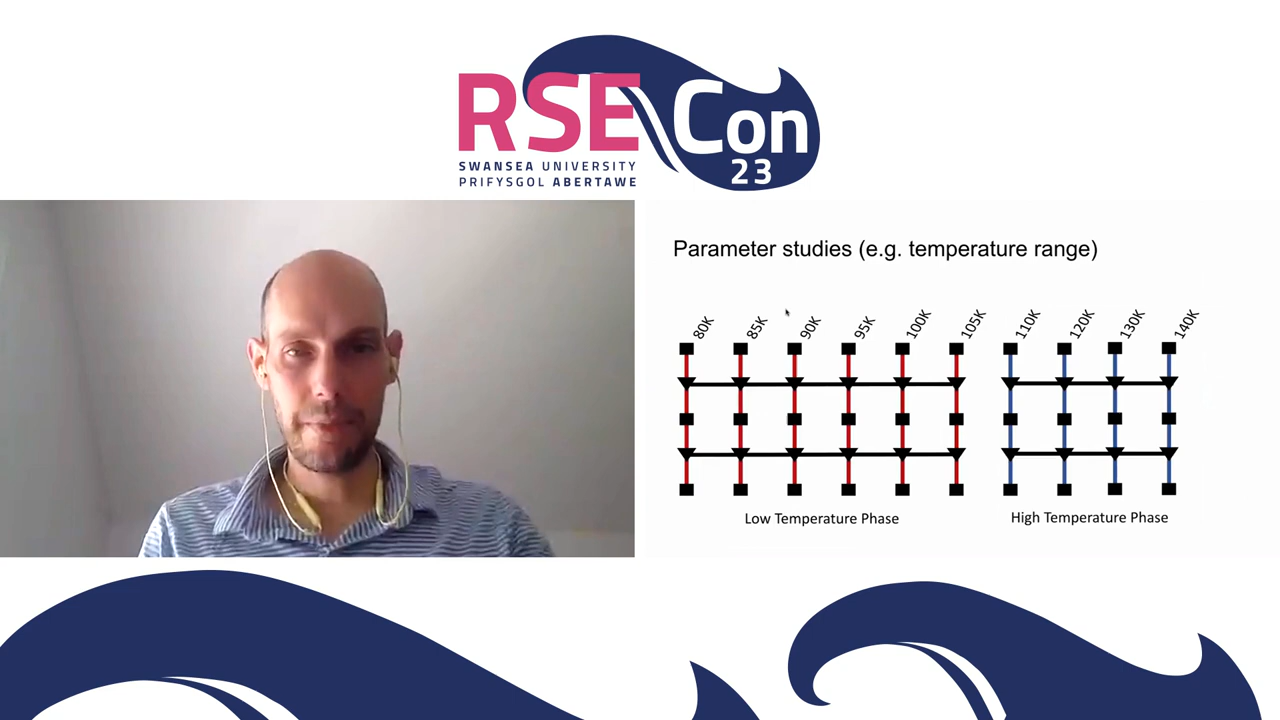 RSE Con
23
SWANSEA UNIVERSITY
PRIFYSGOL ABERTAWE
Parameter studies (e.g. temperature range)
80K 85K 90K 95K 100K 105K 110K 120K 130K 140K
Low Temperature Phase
High Temperature Phase